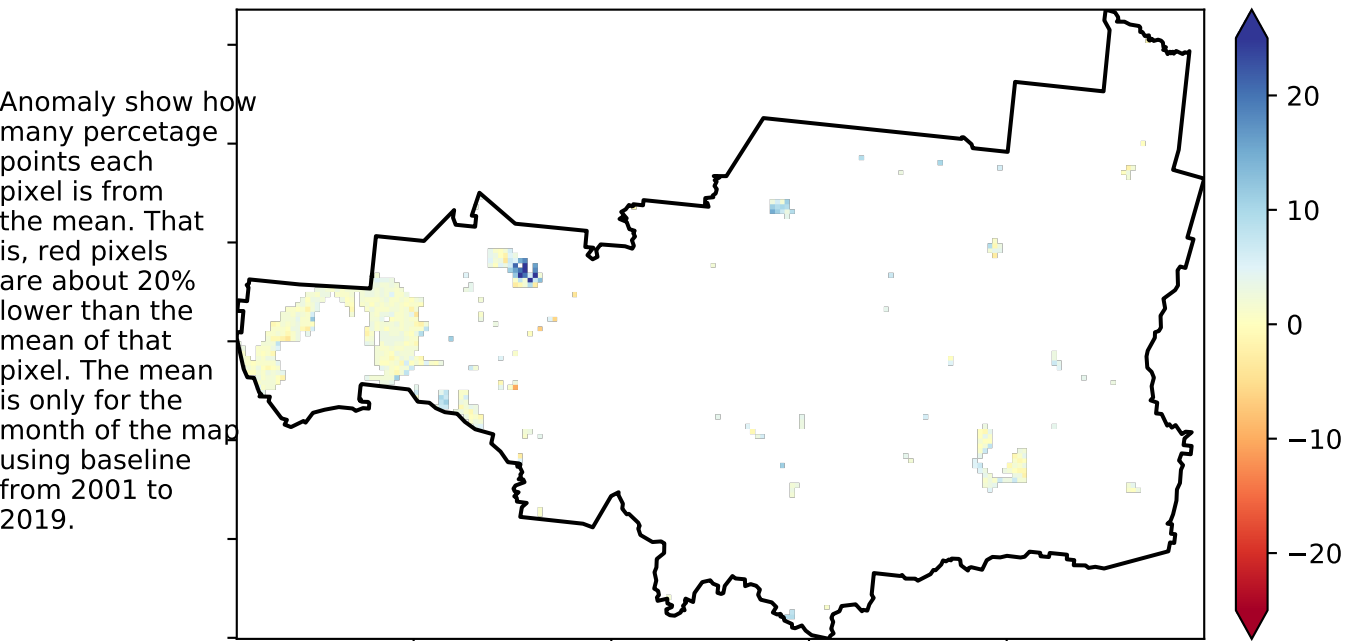 Anomaly show how
many percetage
points each
pixel is from
the mean. That
is, red pixels
are about 20%
lower than the
mean of that
pixel. The mean
is only for the
month of the map
using baseline
from 2001 to
2019.
20
10
0
−10
−20